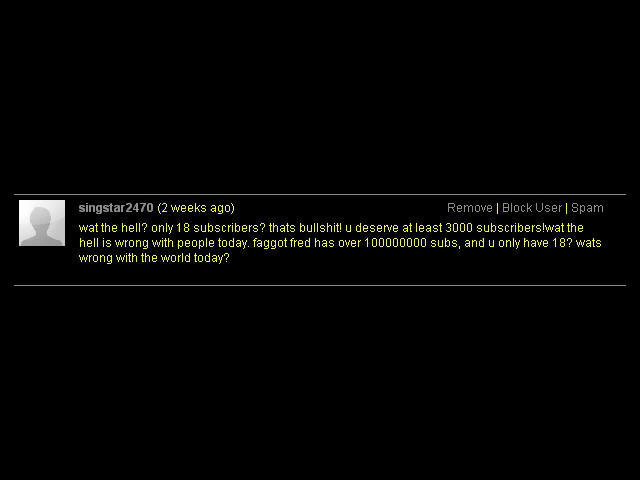 singstar2470 (2 weeks ago) Remove | Block User | Spam
wat the hell? only 18 subscribers? thats bullshit! u deserve at least 3000 subscribers!wat the
hell is wrong with people today. faggot fred has over 100000000 subs, and u only have 18? wats
wrong with the world today?